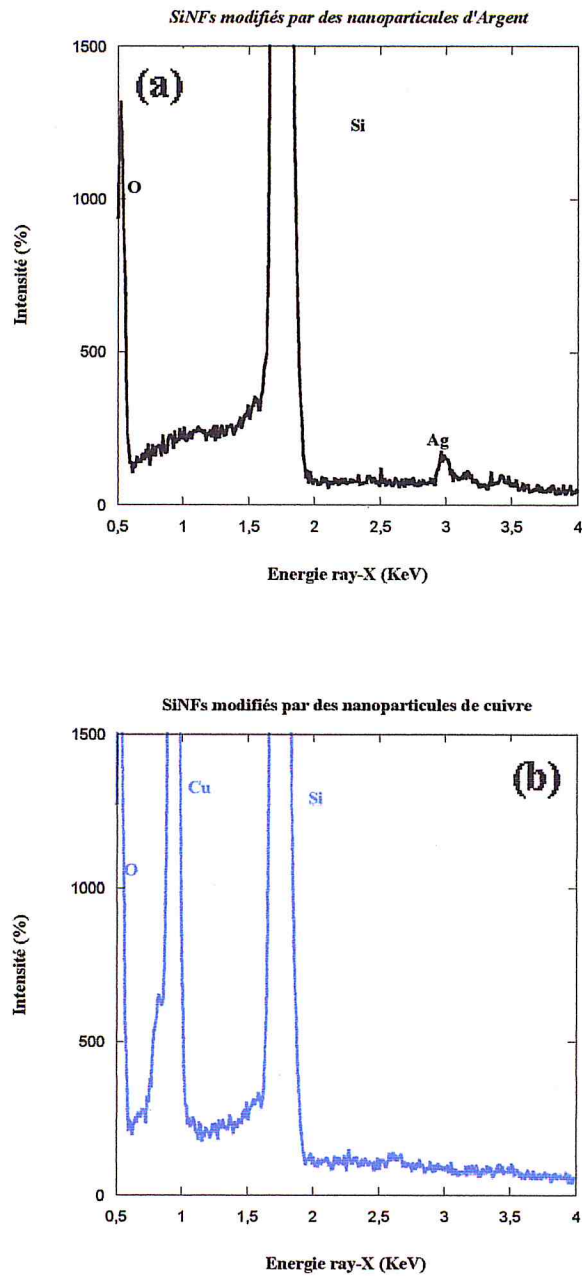 SiNFs modifiés par des nanoparticules d'Argent
1500
(a)
Si
1000
O
Intensité (%)
500
Ag
0
0,5 1 1,5 2 2,5 3 3,5 4
Energie ray-X (KeV)
SiNFs modifiés par des nanoparticules de cuivre
1500
(b)
Cu
Si
O
1000
Intensité (%)
500
0
0,5 1 1,5 2 2,5 3 3,5 4
Energie ray-X (KeV)